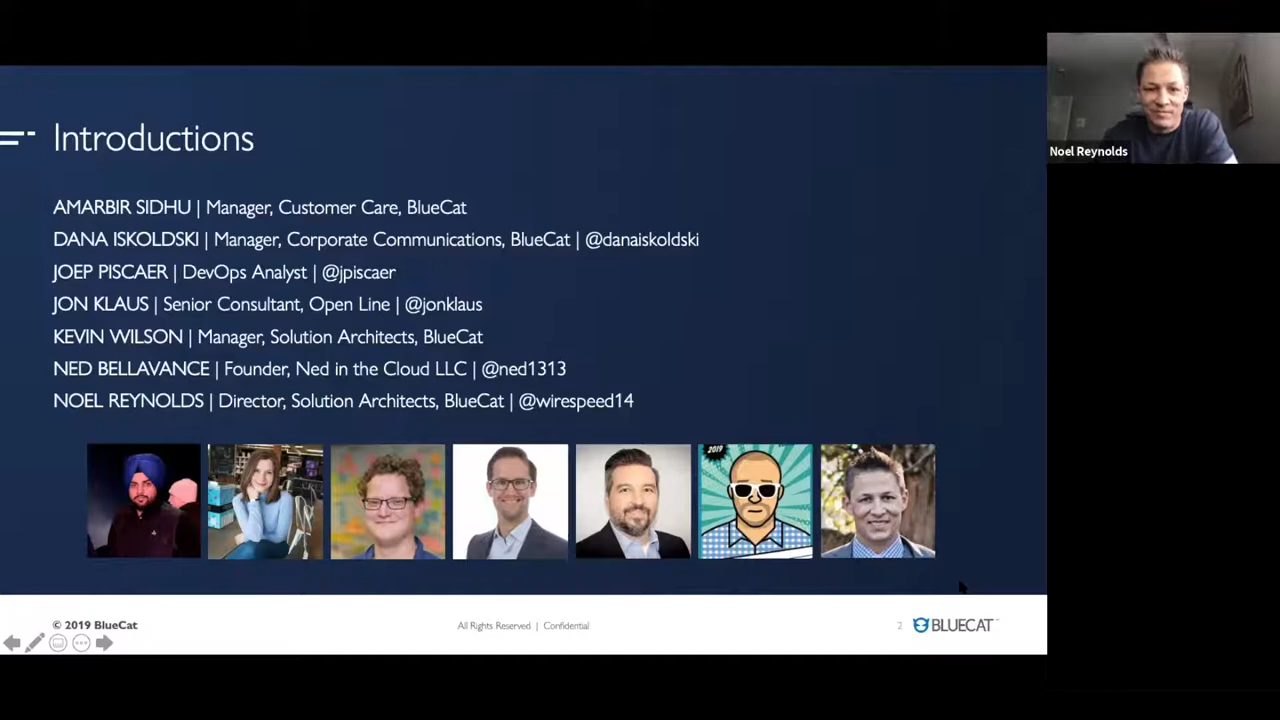 Introductions
AMARBIR SIDHU | Manager, Customer Care, BlueCat
DANA ISKOLDSKI | Manager, Corporate Communications, BlueCat | @danaiskoldski
JOEP PISCAER | DevOps Analyst | @jpiscaer
JON KLAUS | Senior Consultant, Open Line | @jonklaus
KEVIN WILSON | Manager, Solution Architects, BlueCat
NED BELLAVANCE | Founder, Ned in the Cloud LLC | @ned1313
NOEL REYNOLDS | Director, Solution Architects, BlueCat | @wirespeed14
2019
© 2019 BlueCat
All Rights Reserved | Confidential
2
BLUECAT
Noel Reynolds